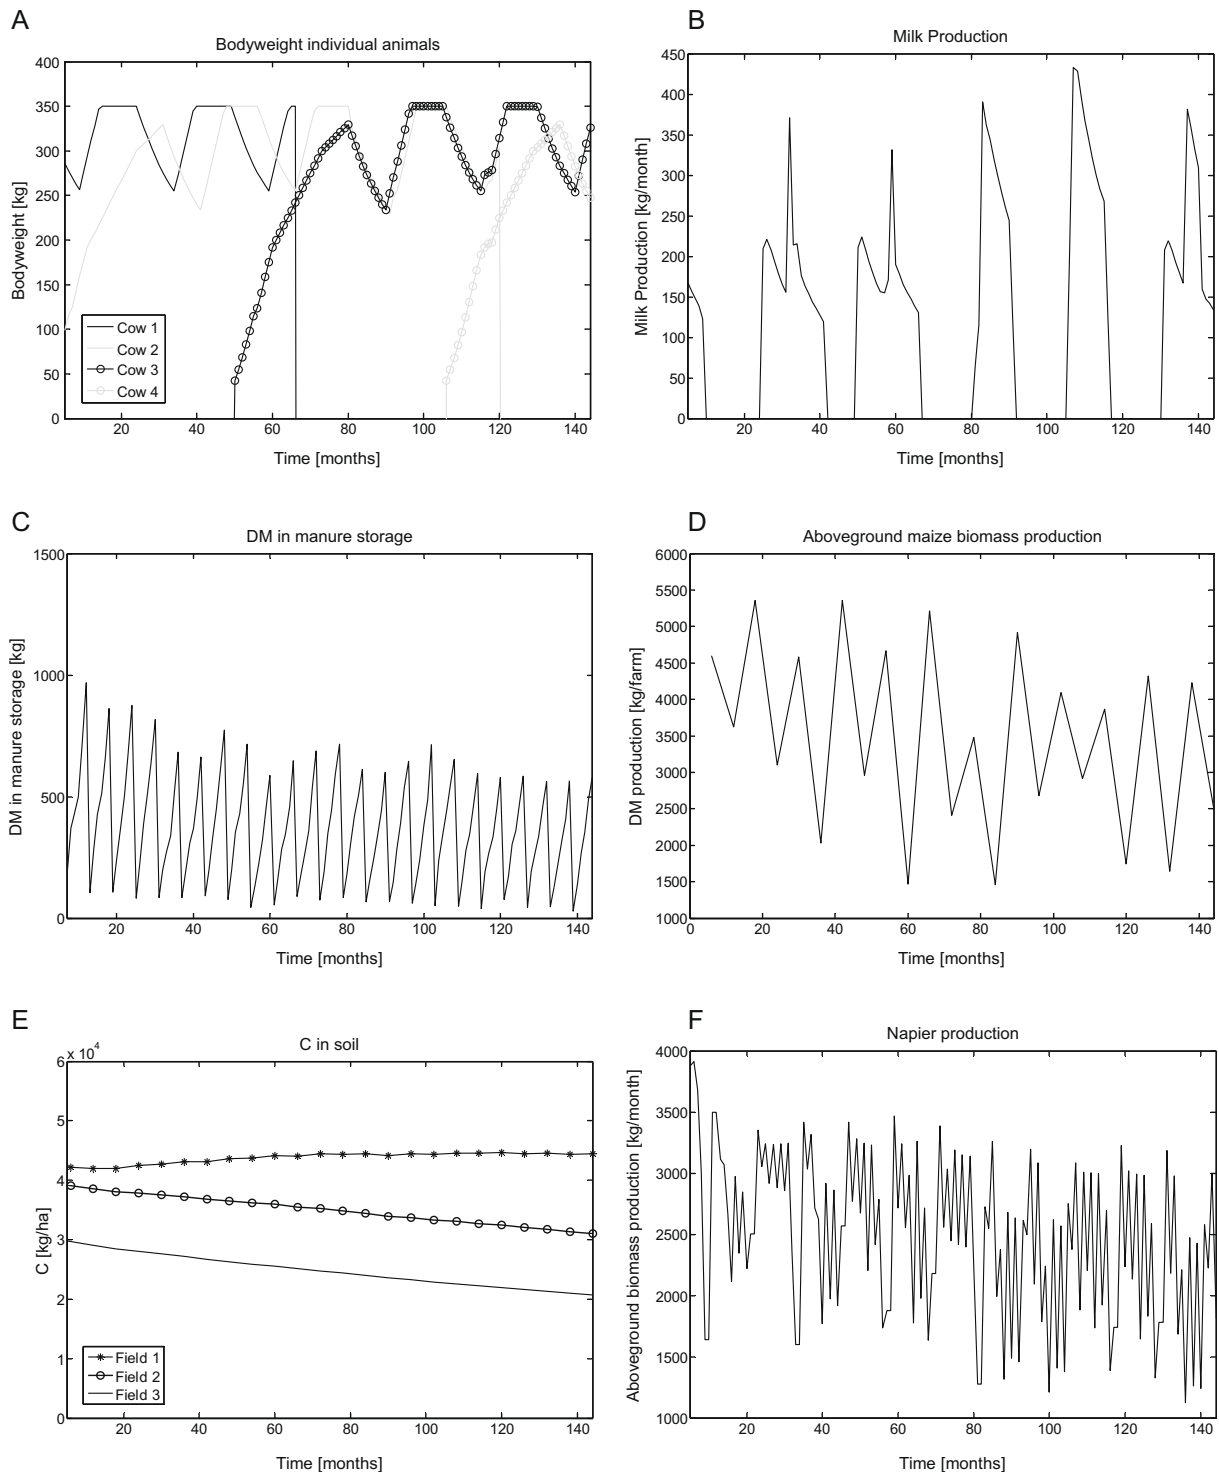 A
Bodyweight individual animals
400
350
300
250
200
150
100
50
0
Bodyweight [kg]
Cow 1
Cow 2
Cow 3
Cow 4
20 40 60 80 100 120 140
Time [months]
B
Milk Production
450
400
350
300
250
200
150
100
50
0
Milk Production [kg/month]
20 40 60 80 100 120 140
Time [months]
C
DM in manure storage
1500
1000
500
0
DM in manure storage [kg]
20 40 60 80 100 120 140
Time [months]
D
Aboveground maize biomass production
6000
5500
5000
4500
4000
3500
3000
2500
2000
1500
1000
DM production [kg/farm]
0 20 40 60 80 100 120 140
Time [months]
E
C in soil
x 10^4
6
5
4
3
2
1
0
C [kg/ha]
Field 1
Field 2
Field 3
20 40 60 80 100 120 140
Time [months]
F
Napier production
4000
3500
3000
2500
2000
1500
1000
Aboveground biomass production [kg/month]
20 40 60 80 100 120 140
Time [months]